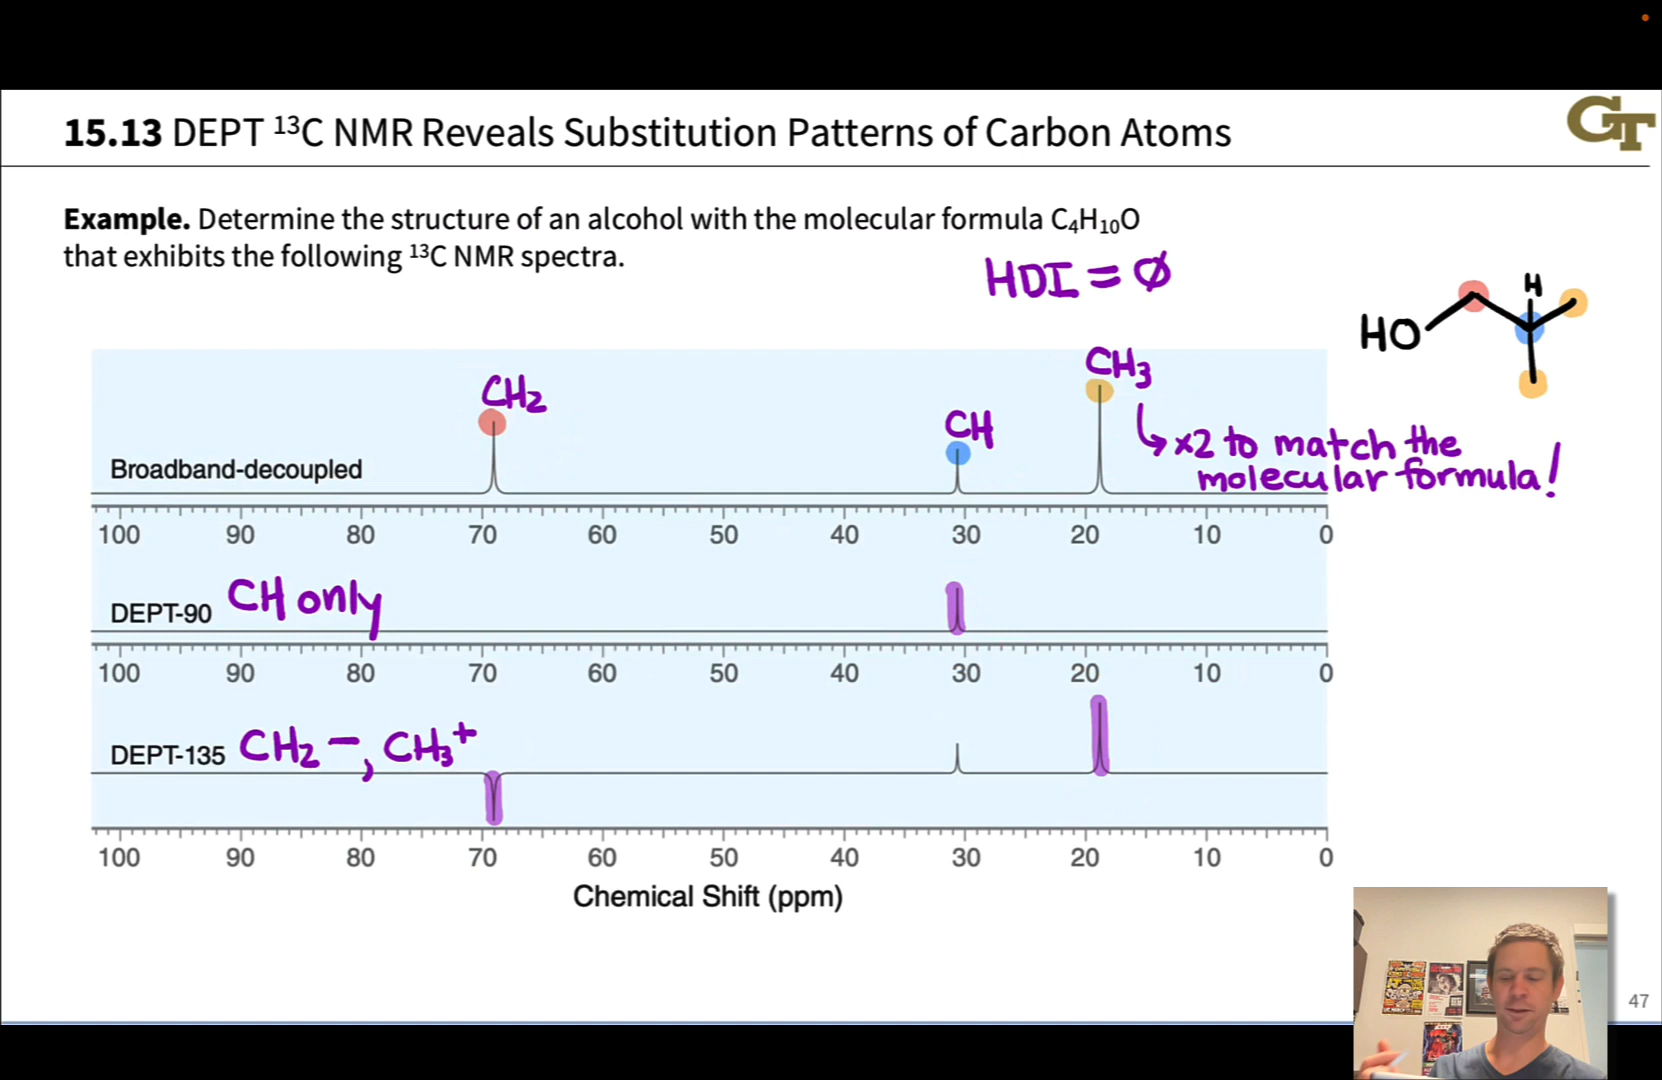 15.13 DEPT ¹³C NMR Reveals Substitution Patterns of Carbon Atoms
GT
Example. Determine the structure of an alcohol with the molecular formula C₄H₁₀O
that exhibits the following ¹³C NMR spectra.
HDI = Ø
H
HO
CH₂
CH
CH₃
↳ x2 to match the
molecular formula!
Broadband-decoupled
100 90 80 70 60 50 40 30 20 10 0
DEPT-90 CH only
100 90 80 70 60 50 40 30 20 10 0
DEPT-135 CH₂ −, CH₃ +
100 90 80 70 60 50 40 30 20 10 0
Chemical Shift (ppm)
47